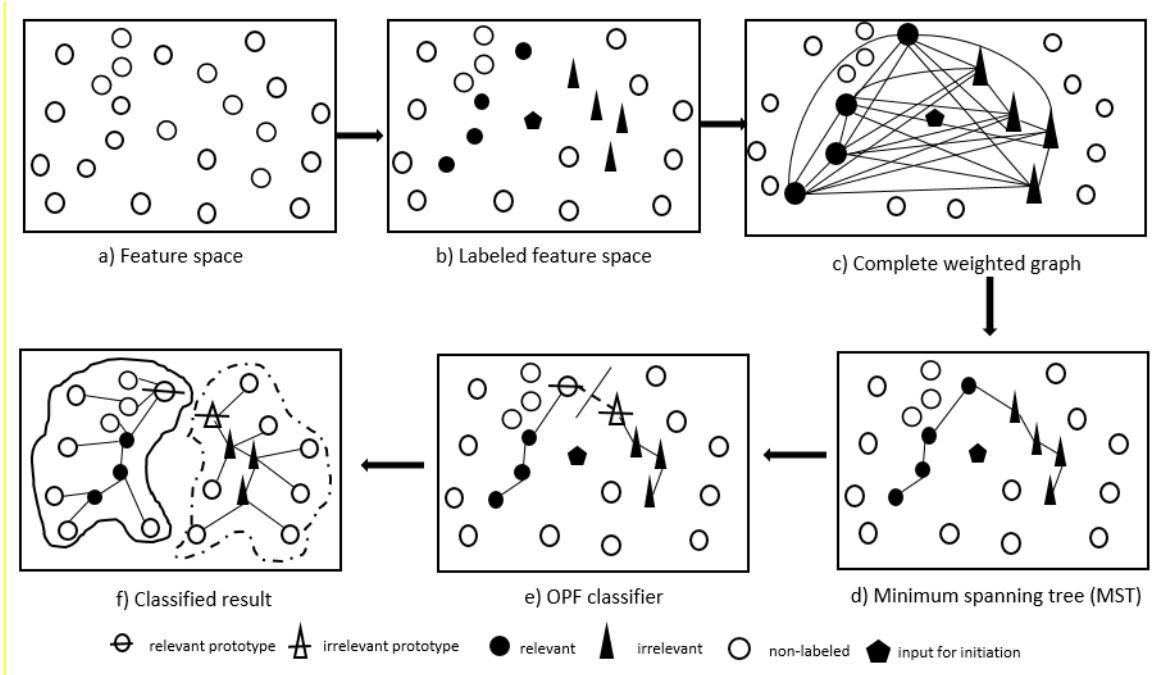 a) Feature space
b) Labeled feature space
c) Complete weighted graph
f) Classified result
e) OPF classifier
d) Minimum spanning tree (MST)
relevant prototype irrelevant prototype relevant irrelevant non-labeled input for initiation